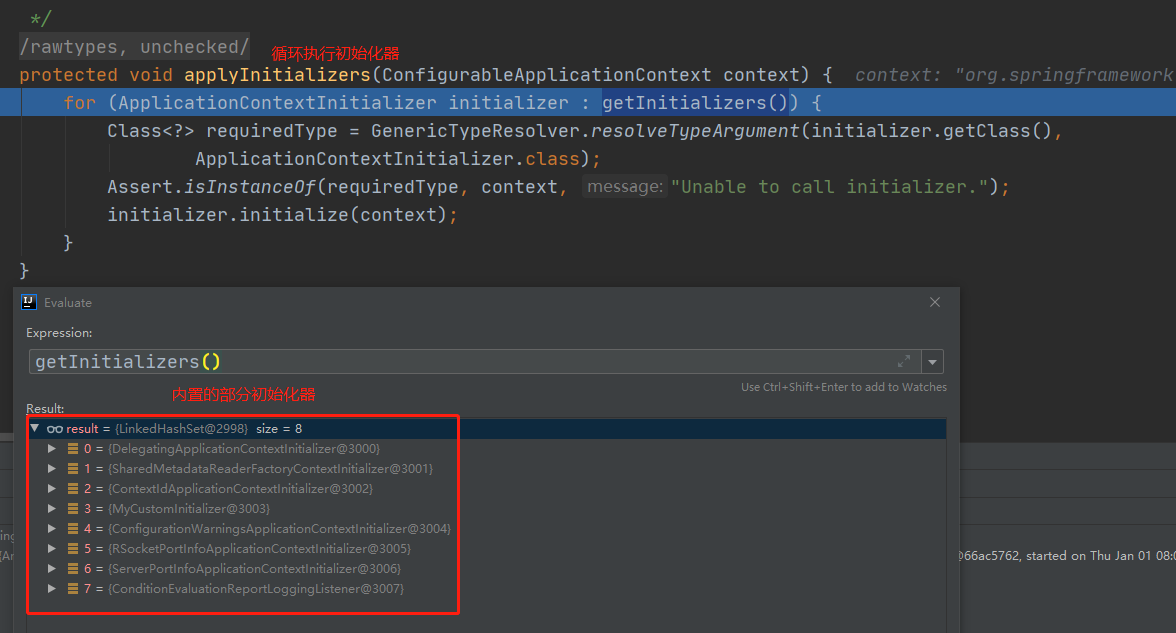 */
/rawtypes, unchecked/ 循环执行初始化器
protected void applyInitializers(ConfigurableApplicationContext context) { context: "org.springframework
for (ApplicationContextInitializer initializer : getInitializers()) {
Class<?> requiredType = GenericTypeResolver.resolveTypeArgument(initializer.getClass(),
ApplicationContextInitializer.class);
Assert.isInstanceOf(requiredType, context, message: "Unable to call initializer.");
initializer.initialize(context);
}
}
Evaluate
Expression:
getInitializers()
Use Ctrl+Shift+Enter to add to Watches
内置的部分初始化器
Result:
result = {LinkedHashSet@2998} size = 8
0 = {DelegatingApplicationContextInitializer@3000}
1 = {SharedMetadataReaderFactoryContextInitializer@3001}
2 = {ContextIdApplicationContextInitializer@3002}
3 = {MyCustomInitializer@3003}
4 = {ConfigurationWarningsApplicationContextInitializer@3004}
5 = {RSocketPortInfoApplicationContextInitializer@3005}
6 = {ServerPortInfoApplicationContextInitializer@3006}
7 = {ConditionEvaluationReportLoggingListener@3007}
ing
{Ar
@66ac5762, started on Thu Jan 01 08:0